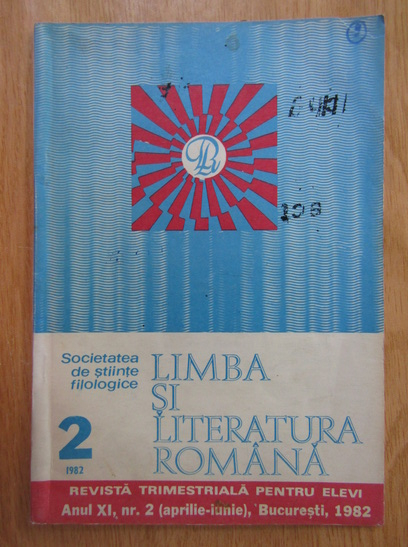 Societatea
de științe
filologice
2
1982
LIMBA
ȘI
LITERATURA
ROMÂNĂ
REVISTĂ TRIMESTRIALĂ PENTRU ELEVI
Anul XI, nr. 2 (aprilie-iunie), București, 1982